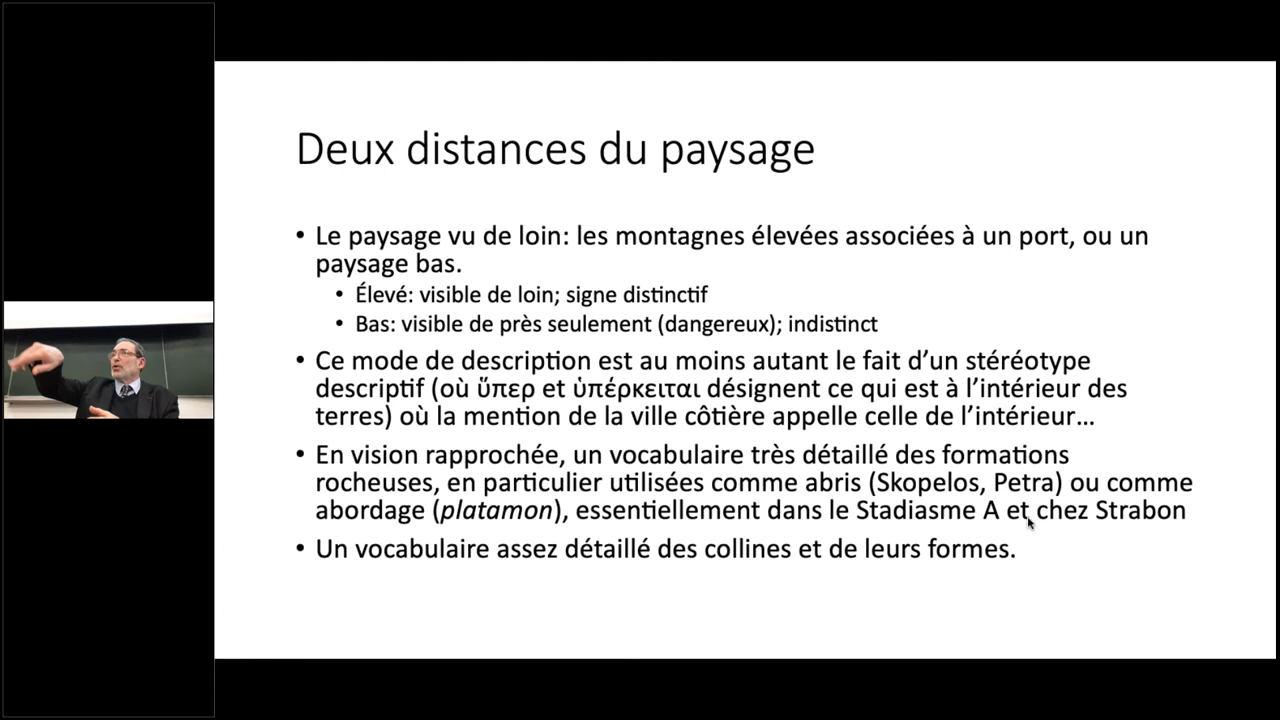 Deux distances du paysage
• Le paysage vu de loin: les montagnes élevées associées à un port, ou un
paysage bas.
• Élevé: visible de loin; signe distinctif
• Bas: visible de près seulement (dangereux); indistinct
• Ce mode de description est au moins autant le fait d’un stéréotype
descriptif (où ὕπερ et ὑπέρκειται désignent ce qui est à l’intérieur des
terres) où la mention de la ville côtière appelle celle de l’intérieur…
• En vision rapprochée, un vocabulaire très détaillé des formations
rocheuses, en particulier utilisées comme abris (Skopelos, Petra) ou comme
abordage (platamon), essentiellement dans le Stadiasme A et chez Strabon
• Un vocabulaire assez détaillé des collines et de leurs formes.